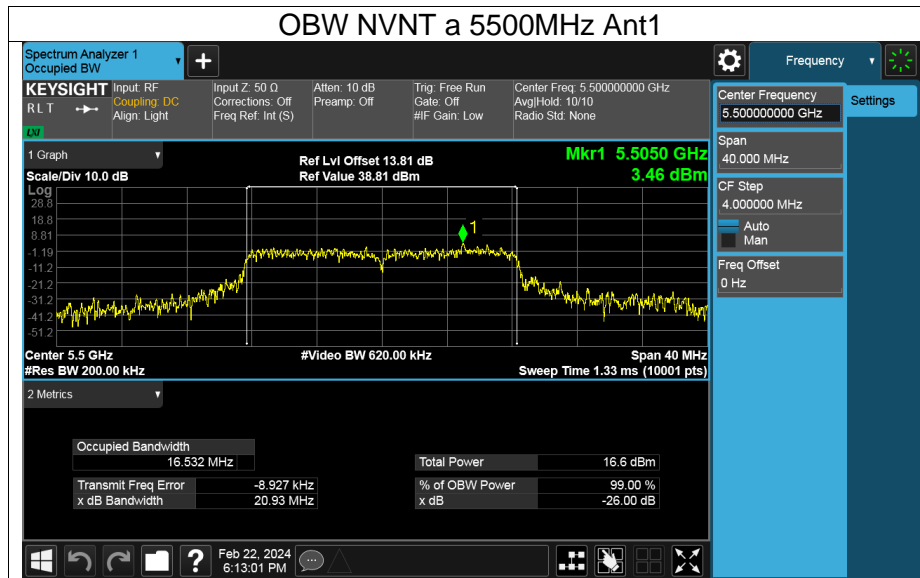 OBW NVNT a 5500MHz Ant1
Spectrum Analyzer 1
Occupied BW
+
Frequency
KEYSIGHT
RLT
LXI
Input: RF
Coupling: DC
Align: Light
Input Z: 50 Ω
Corrections: Off
Freq Ref: Int (S)
Atten: 10 dB
Preamp: Off
Trig: Free Run
Gate: Off
#IF Gain: Low
Center Freq: 5.500000000 GHz
Avg|Hold: 10/10
Radio Std: None
Center Frequency
5.500000000 GHz
Settings
Span
40.000 MHz
CF Step
4.000000 MHz
Auto
Man
Freq Offset
0 Hz
1 Graph
Scale/Div 10.0 dB
Ref Lvl Offset 13.81 dB
Ref Value 38.81 dBm
Mkr1 5.5050 GHz
3.46 dBm
Log
28.8
18.8
8.81
-1.19
-11.2
-21.2
-31.2
-41.2
-51.2
1
Center 5.5 GHz
#Video BW 620.00 kHz
Span 40 MHz
#Res BW 200.00 kHz
Sweep Time 1.33 ms (10001 pts)
2 Metrics
Occupied Bandwidth
16.532 MHz
Total Power 16.6 dBm
Transmit Freq Error -8.927 kHz
% of OBW Power 99.00 %
x dB Bandwidth 20.93 MHz
x dB -26.00 dB
?
Feb 22, 2024
6:13:01 PM